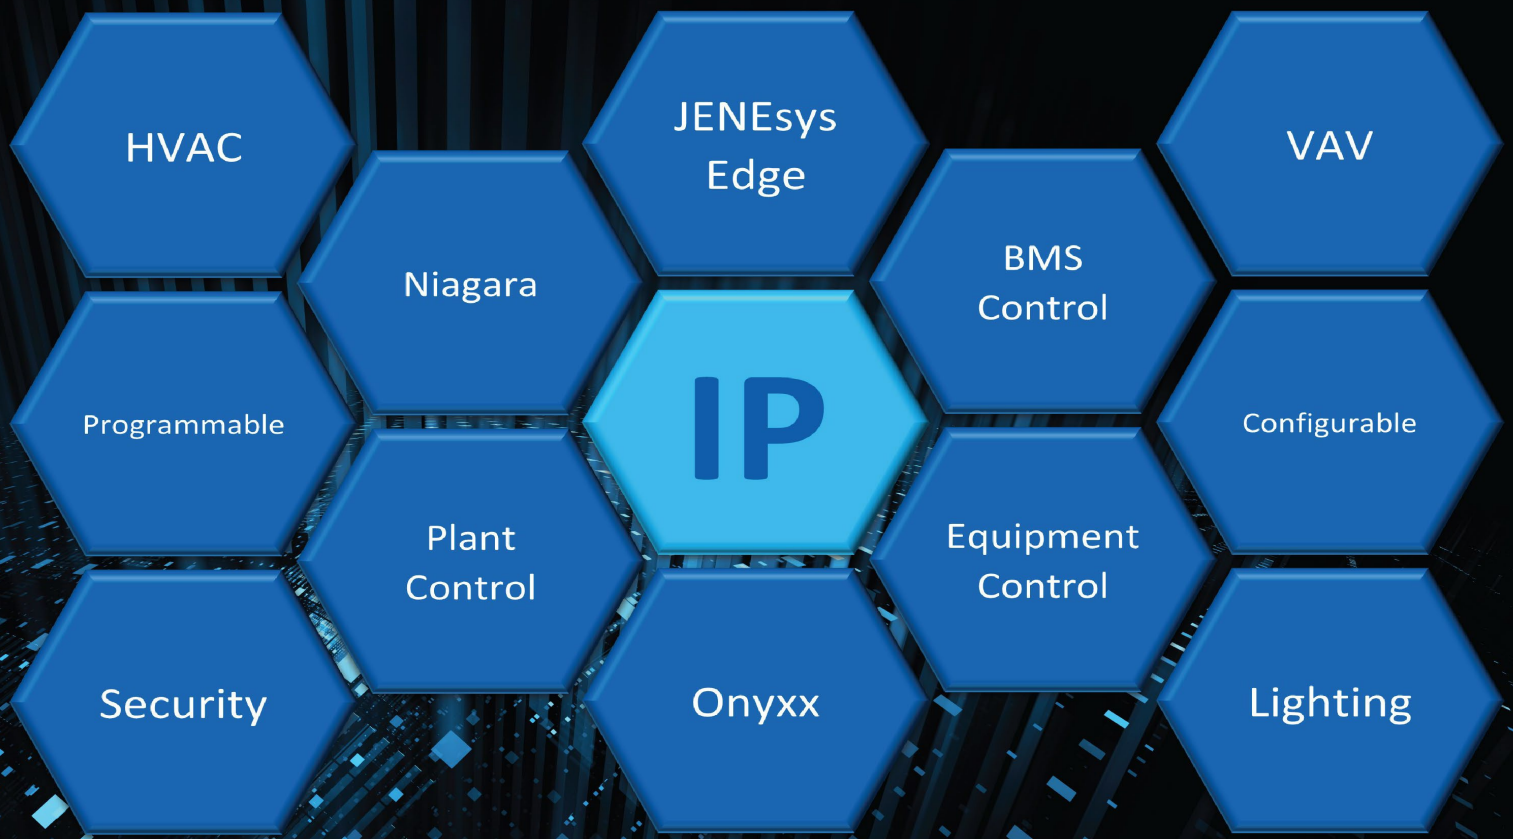 HVAC
JENEsys
Edge
VAV
Niagara
BMS
Control
Programmable
IP
Configurable
Plant
Control
Equipment
Control
Security
Onyxx
Lighting